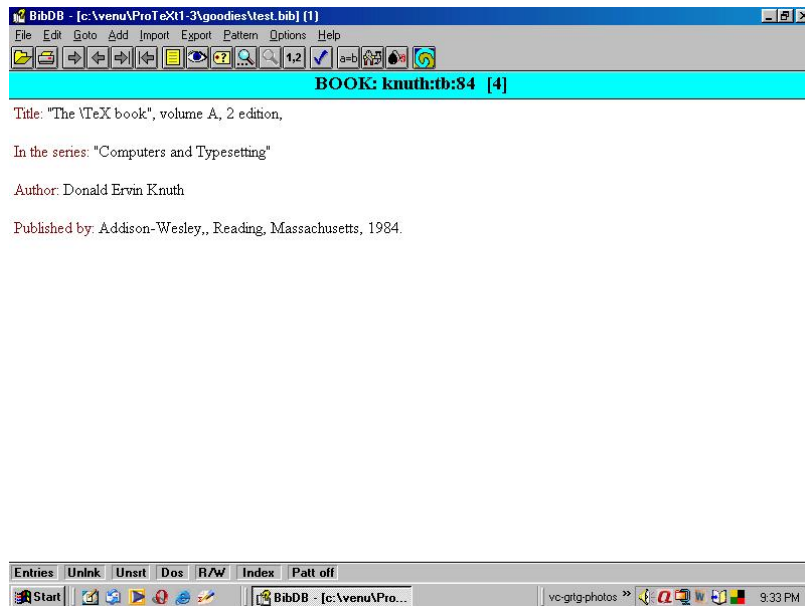 BibDB - [c:\venu\ProTeXt1-3\goodies\test.bib] (1)
File Edit Goto Add Import Export Pattern Options Help
1,2 a=b
BOOK: knuth:tb:84 [4]
Title: "The \TeX book", volume A, 2 edition,
In the series: "Computers and Typesetting"
Author: Donald Ervin Knuth
Published by: Addison-Wesley,, Reading, Massachusetts, 1984.
Entries Unlnk Unsrt Dos R/W Index Patt off
Start BibDB - [c:\venu\Pro... vc-grtg-photos » 9:33 PM